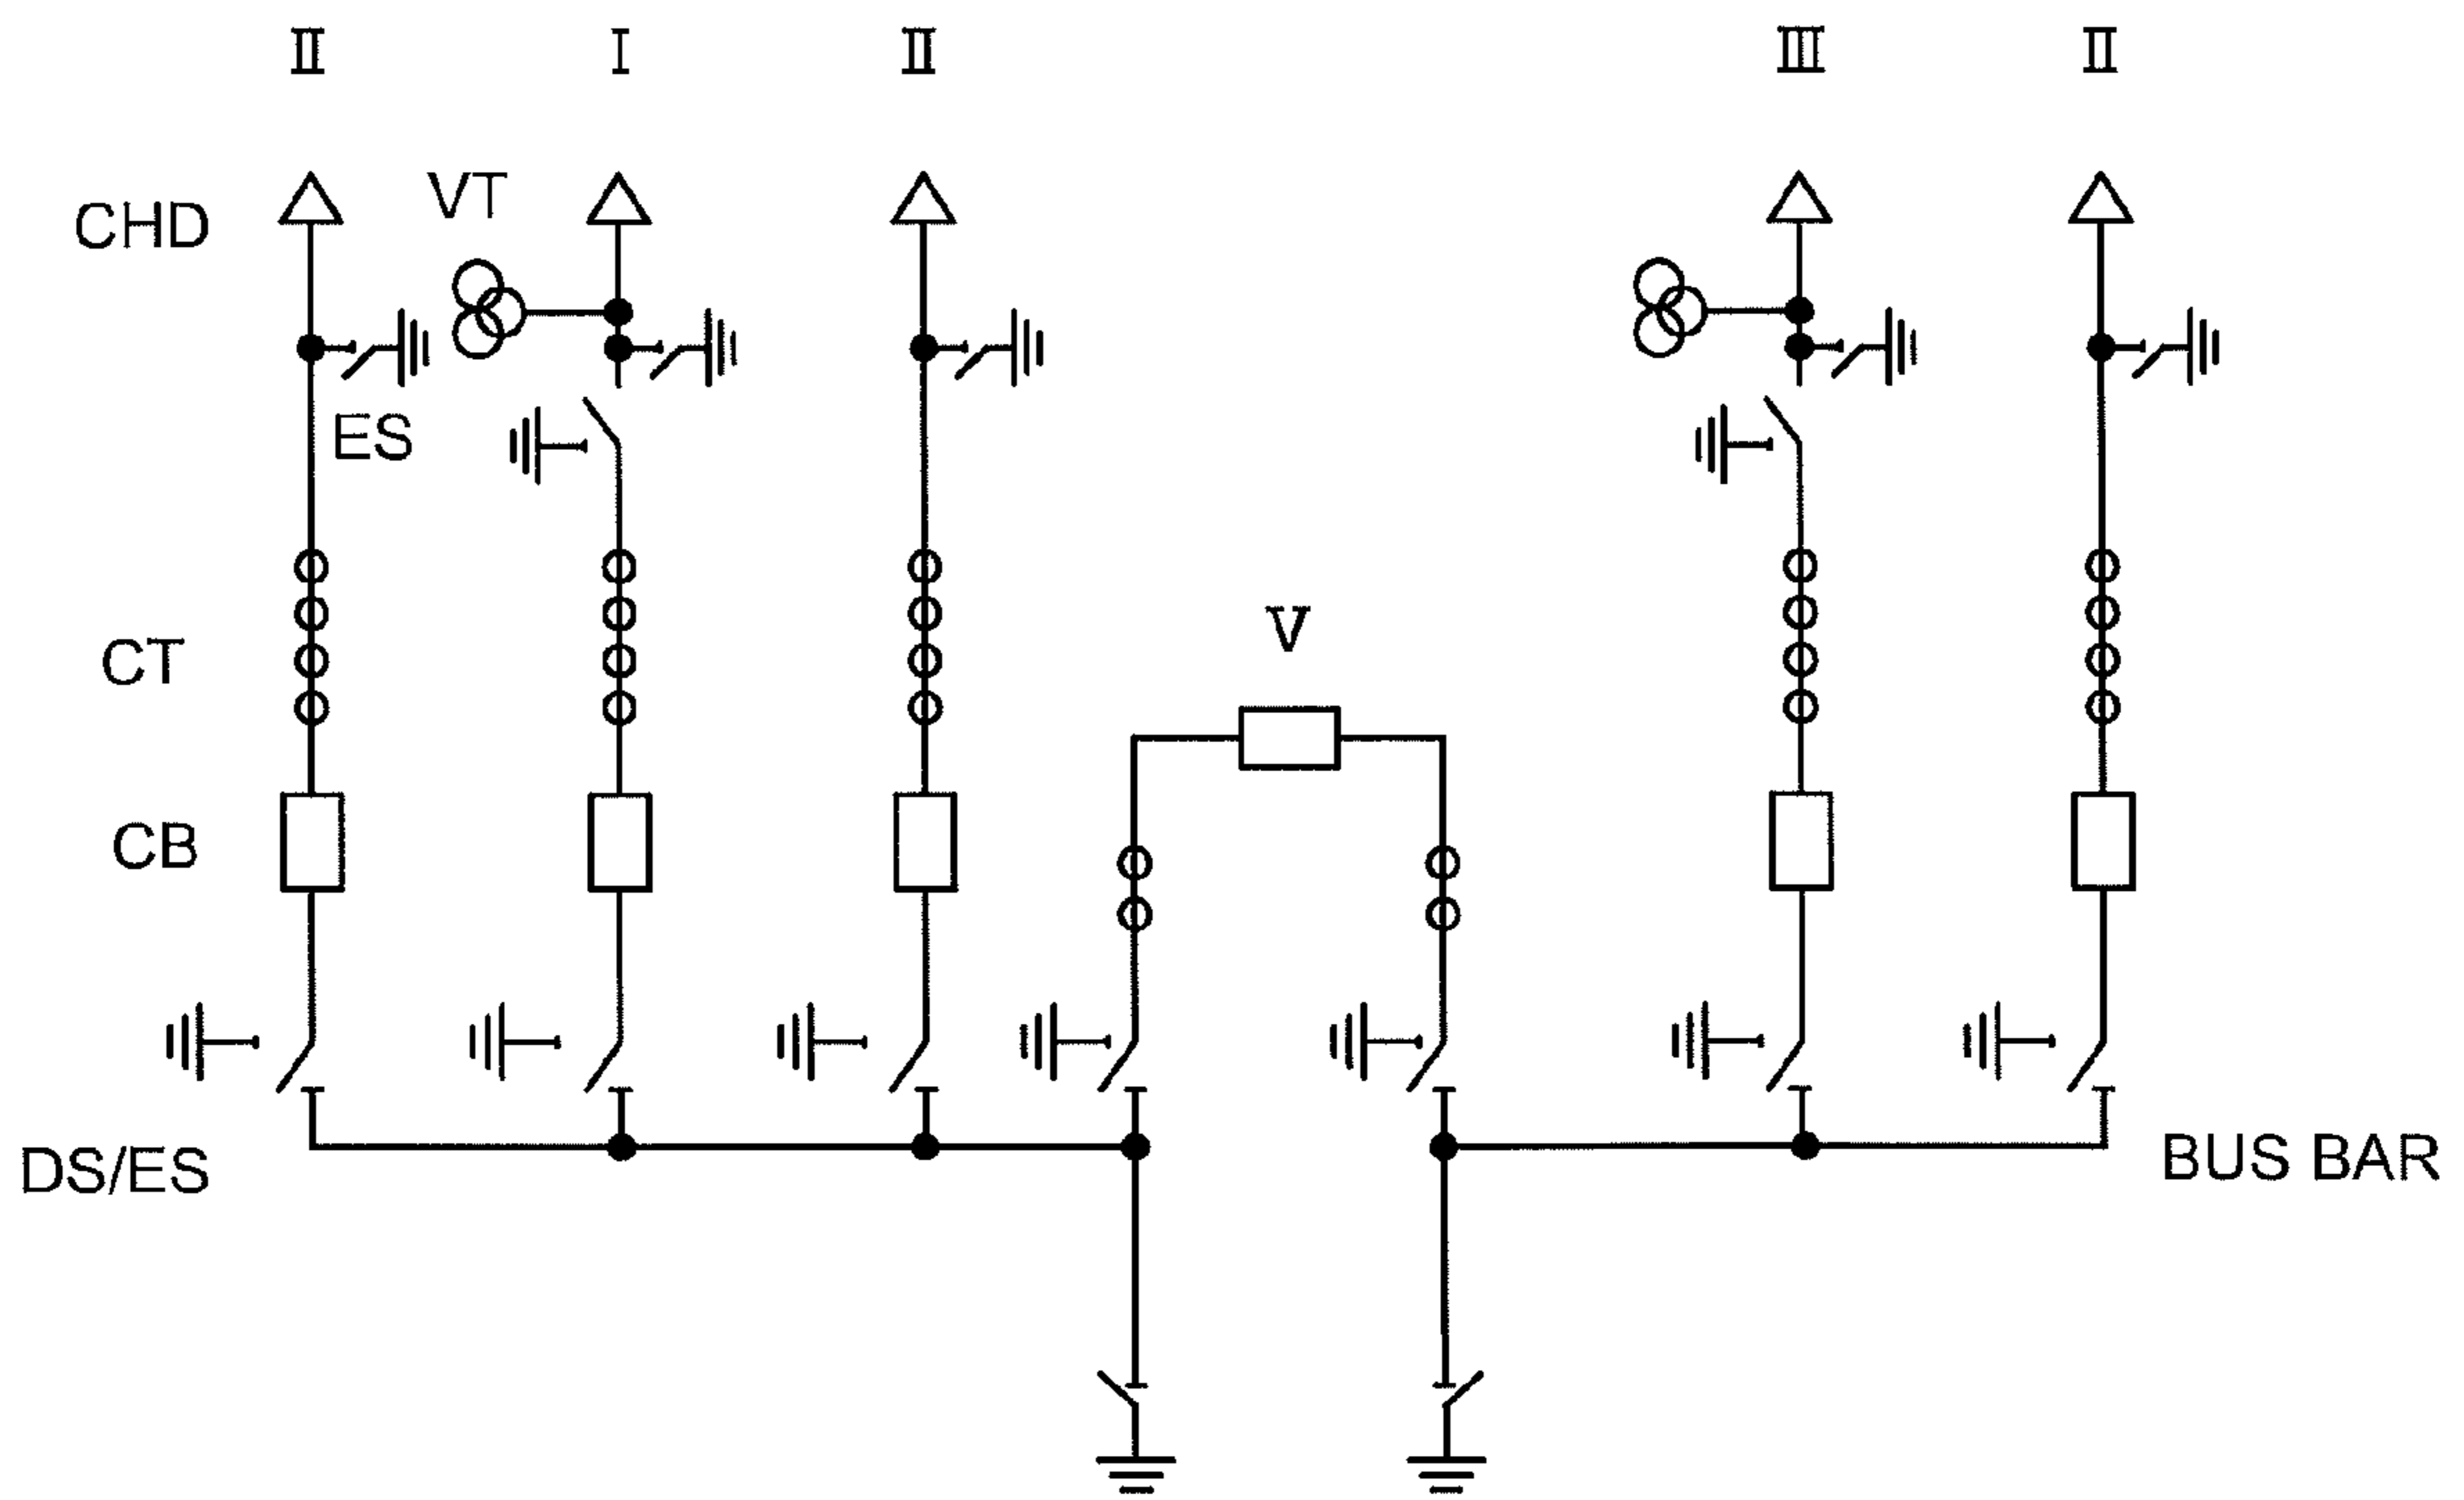 II I II III II
CHD
VT
ES
CT
V
CB
DS/ES
BUS BAR